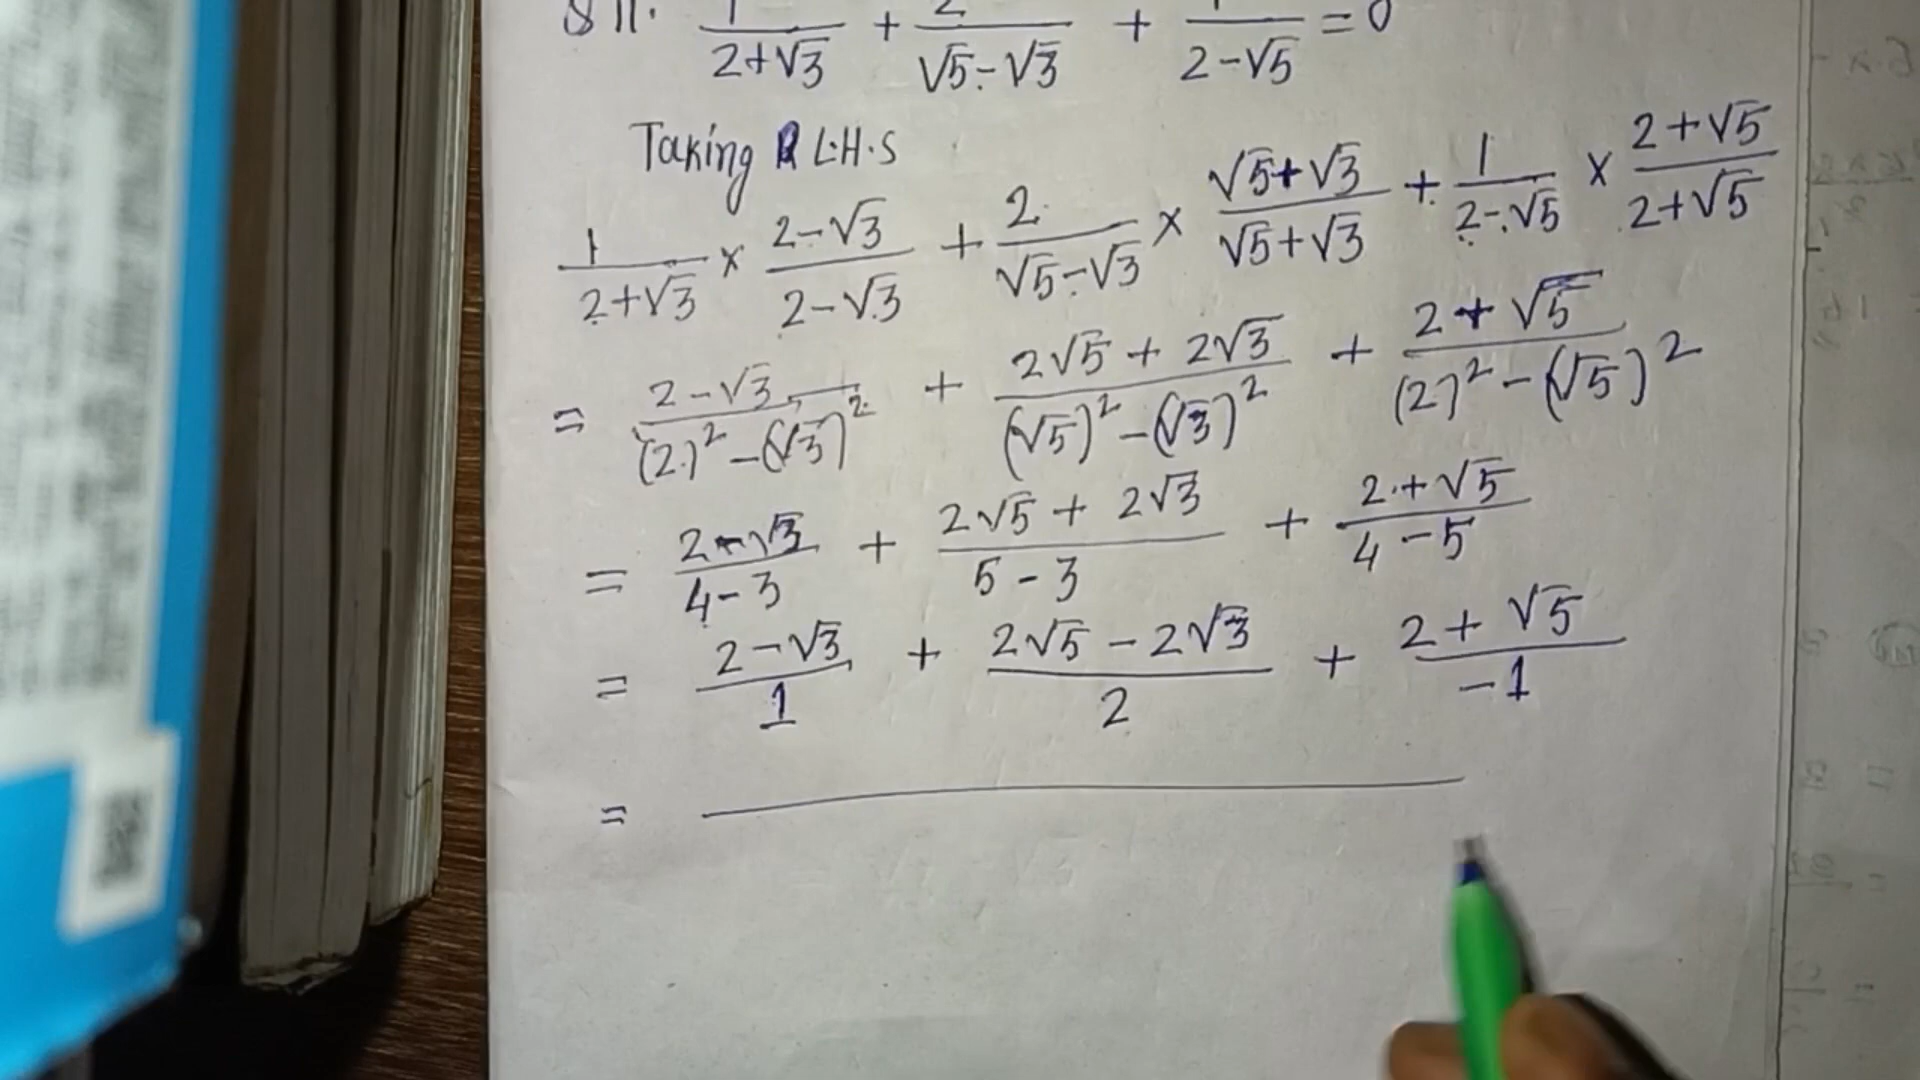 Q 11. 1/(2+√3) + 2/(√5-√3) + 1/(2-√5) = 0
Taking L.H.S
1/(2+√3) × (2-√3)/(2-√3) + 2/(√5-√3) × (√5+√3)/(√5+√3) + 1/(2-√5) × (2+√5)/(2+√5)
= (2-√3)/((2)²-(√3)²) + (2√5+2√3)/((√5)²-(√3)²) + (2+√5)/((2)²-(√5)²)
= (2-√3)/(4-3) + (2√5+2√3)/(5-3) + (2+√5)/(4-5)
= (2-√3)/1 + (2√5-2√3)/2 + (2+√5)/-1
=